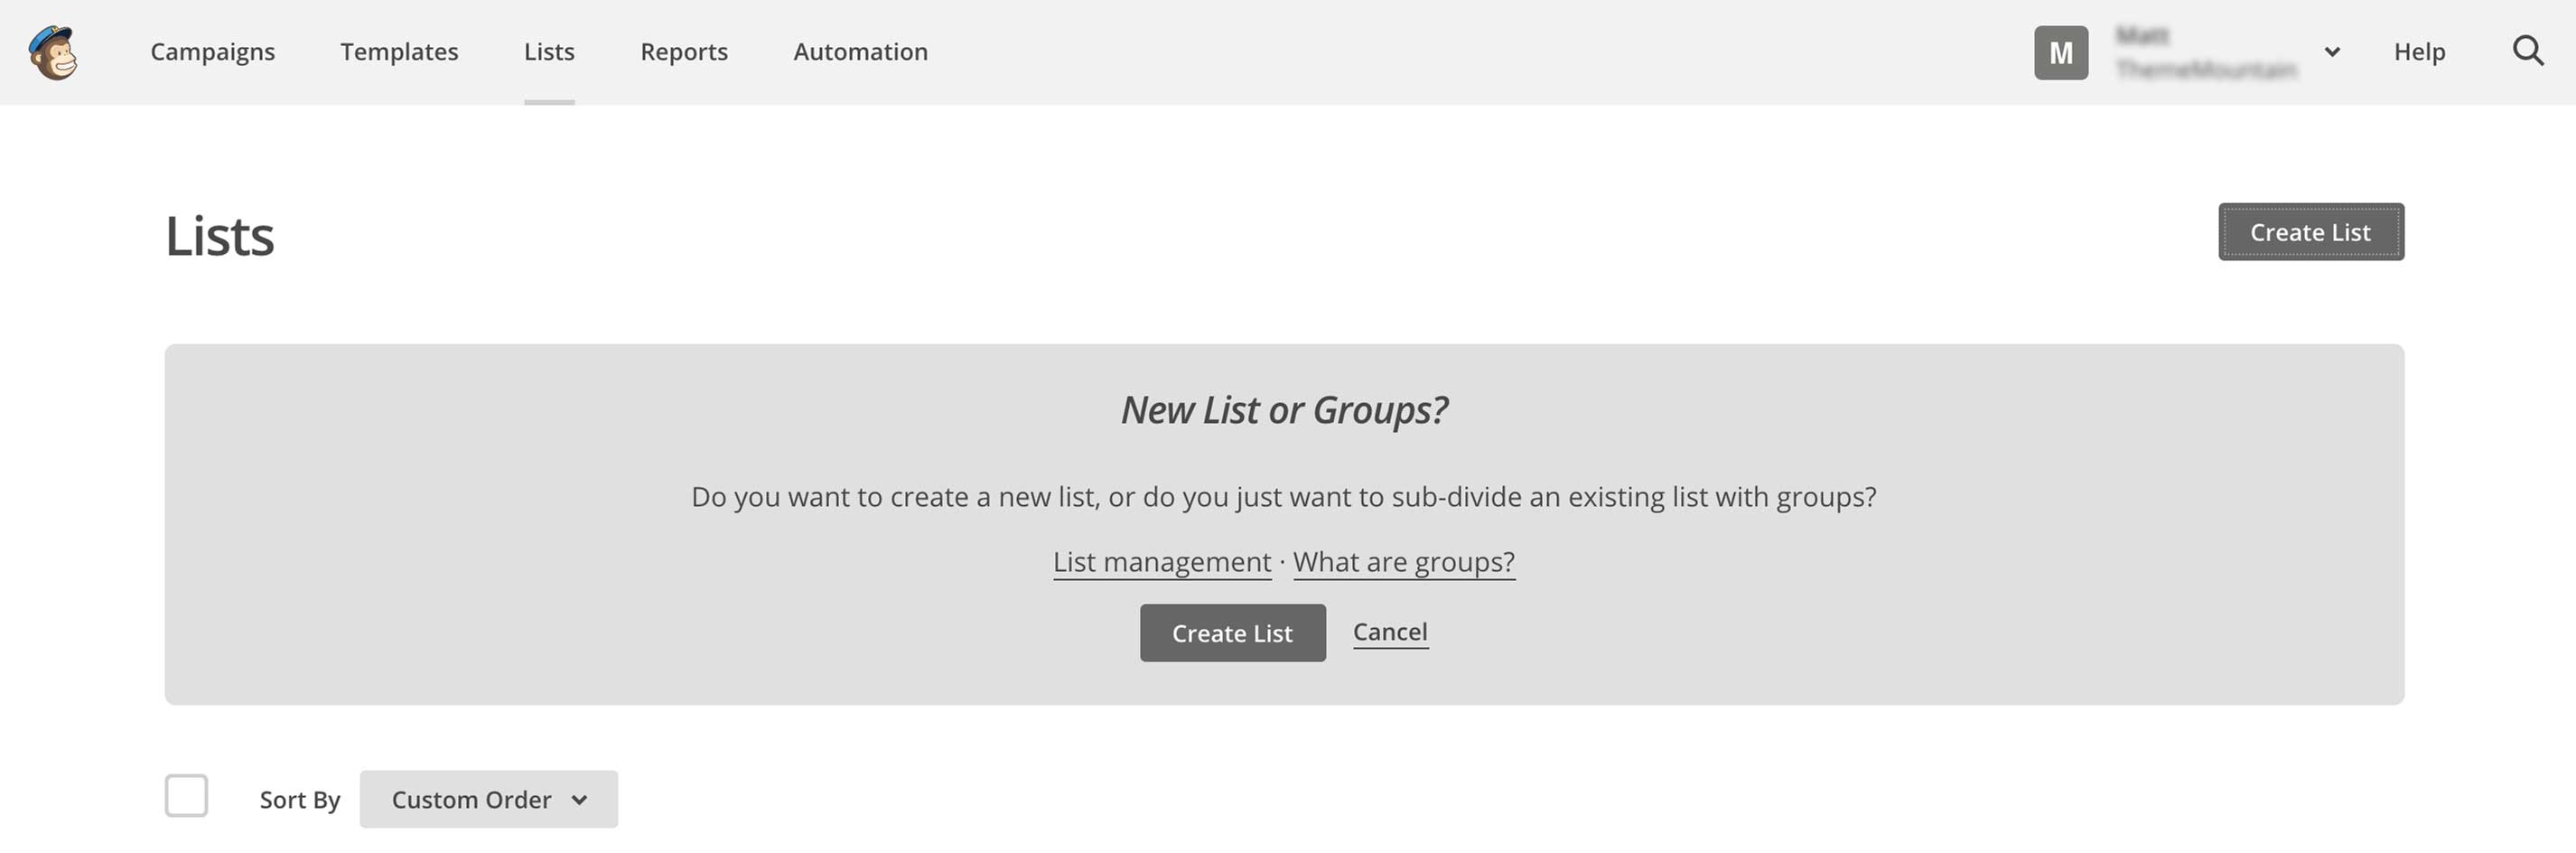 Campaigns Templates Lists Reports Automation M Matt Help
ThemeMountain
Lists Create List
New List or Groups?
Do you want to create a new list, or do you just want to sub-divide an existing list with groups?
List management · What are groups?
Create List Cancel
Sort By Custom Order